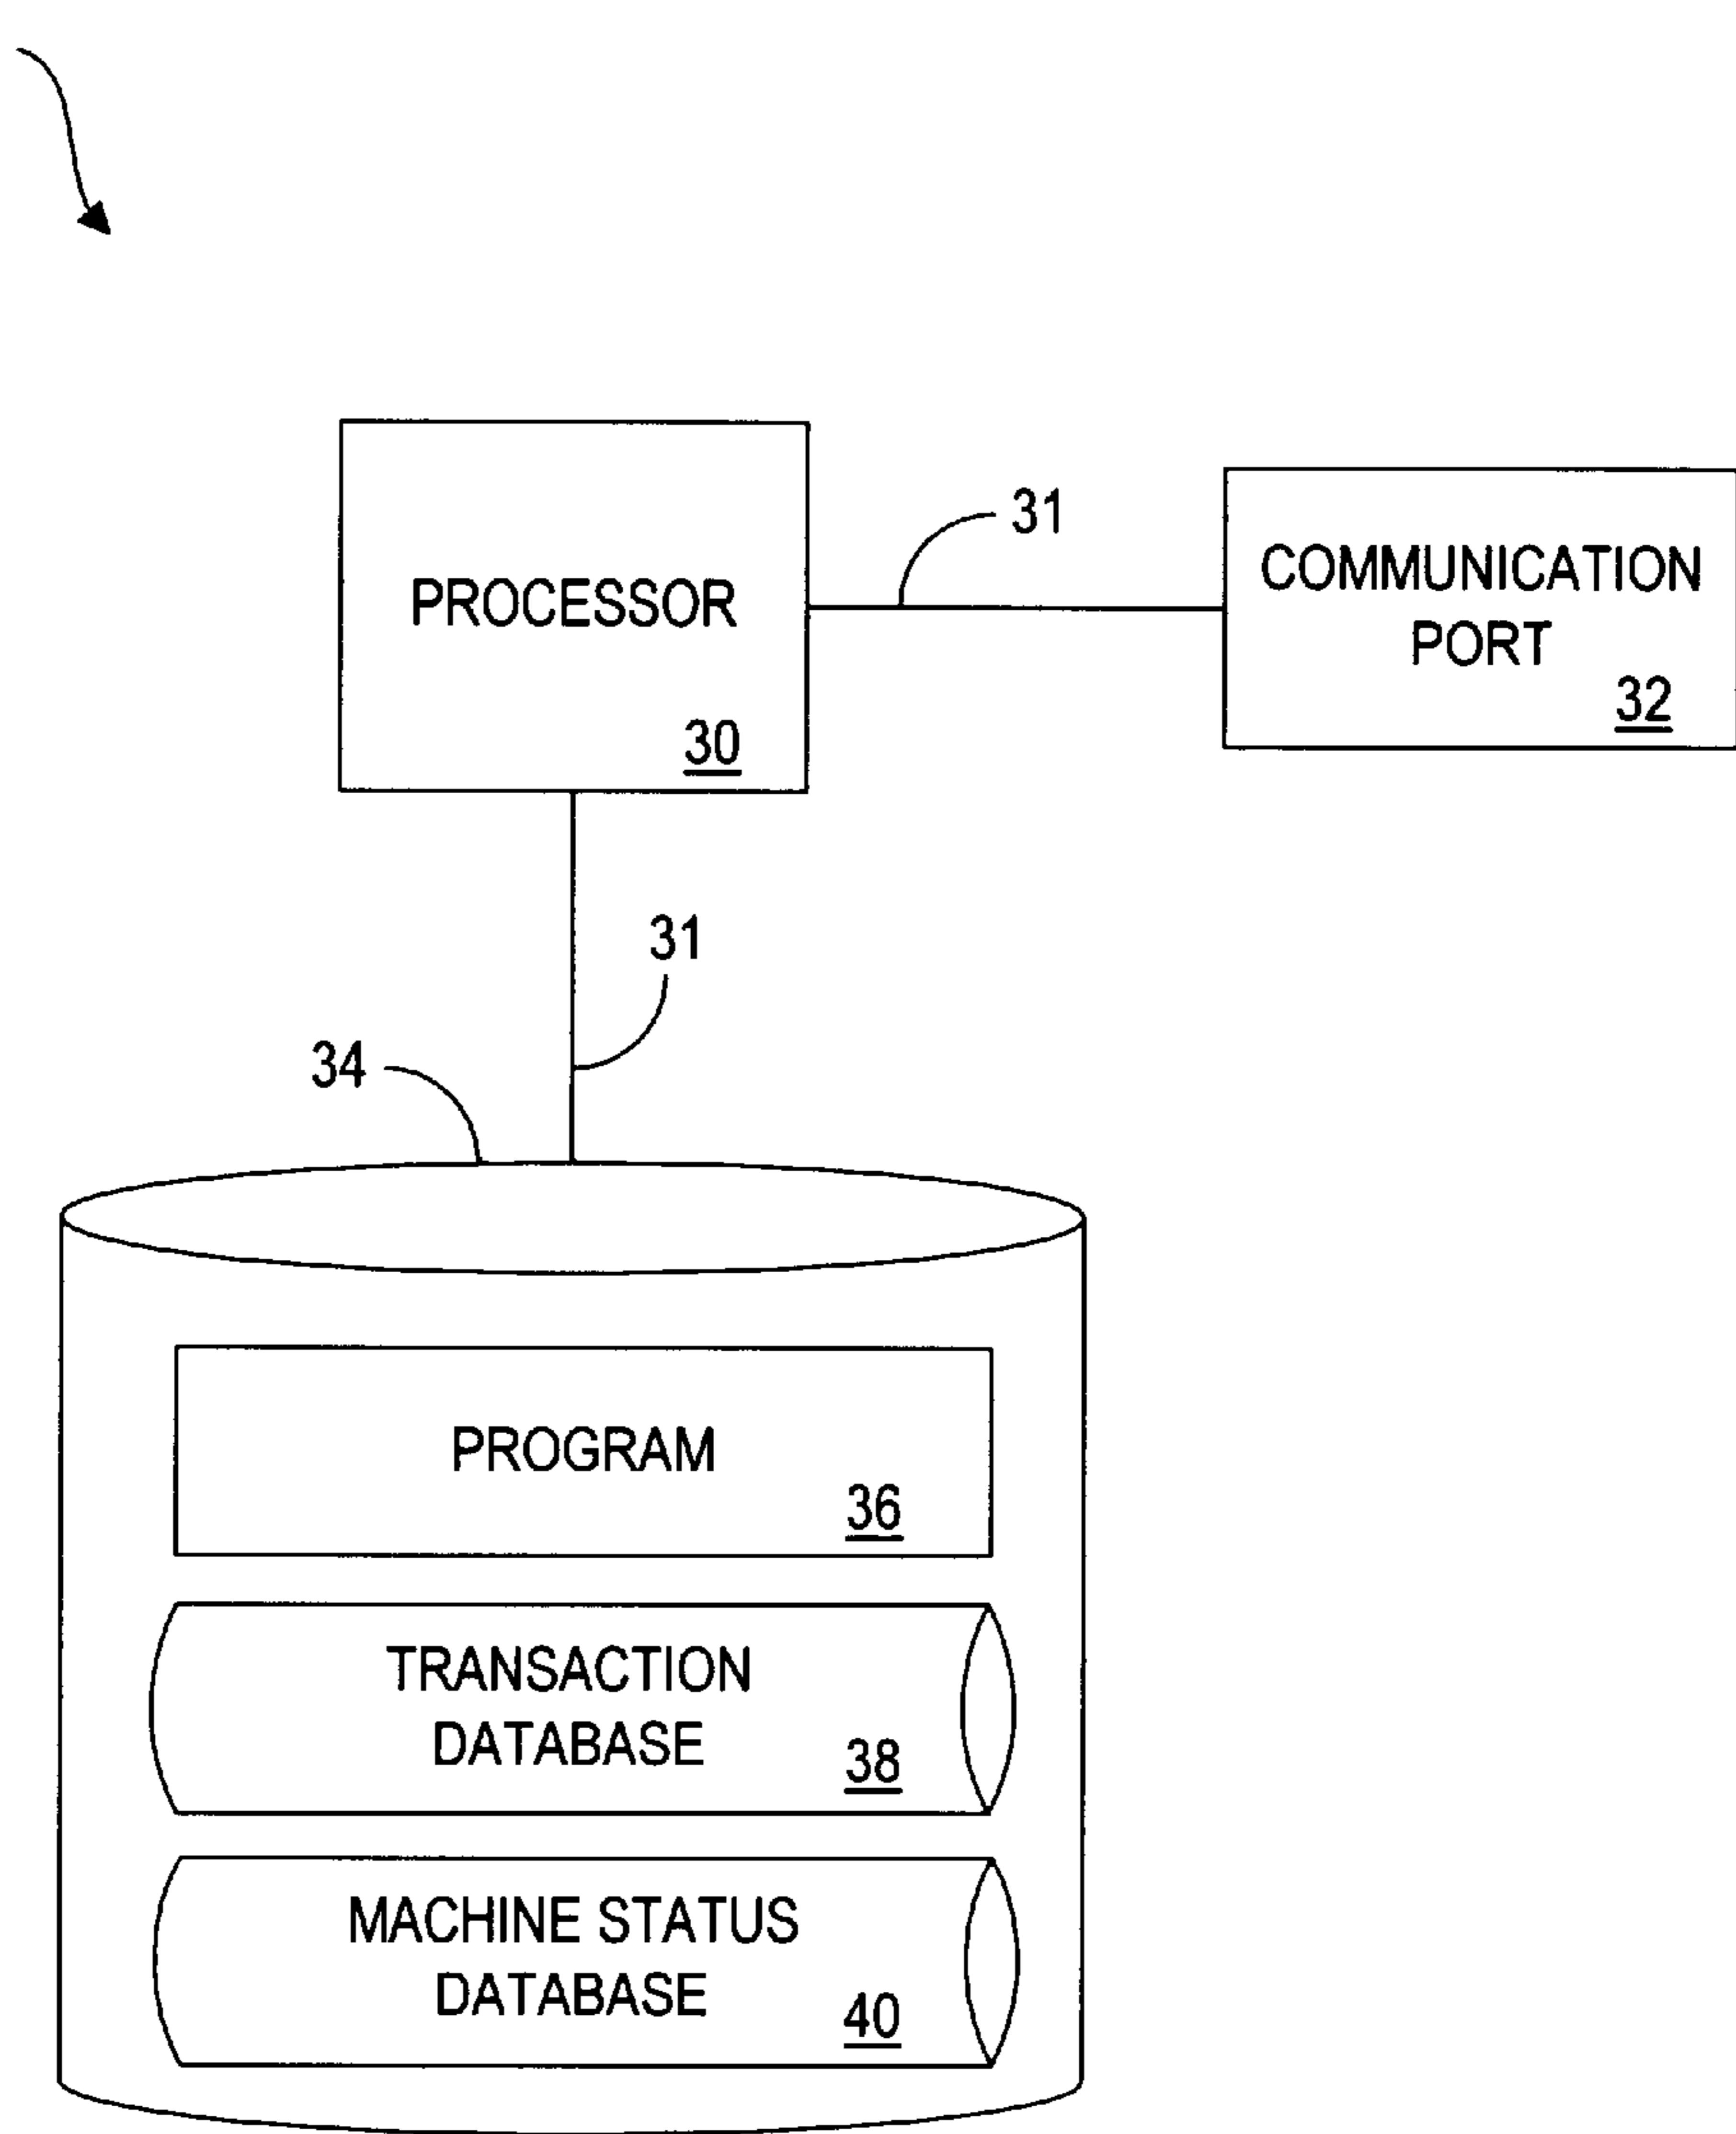 31
PROCESSOR
COMMUNICATION
PORT
32
30
31
34
PROGRAM
36
TRANSACTION
DATABASE
38
MACHINE STATUS
DATABASE
40